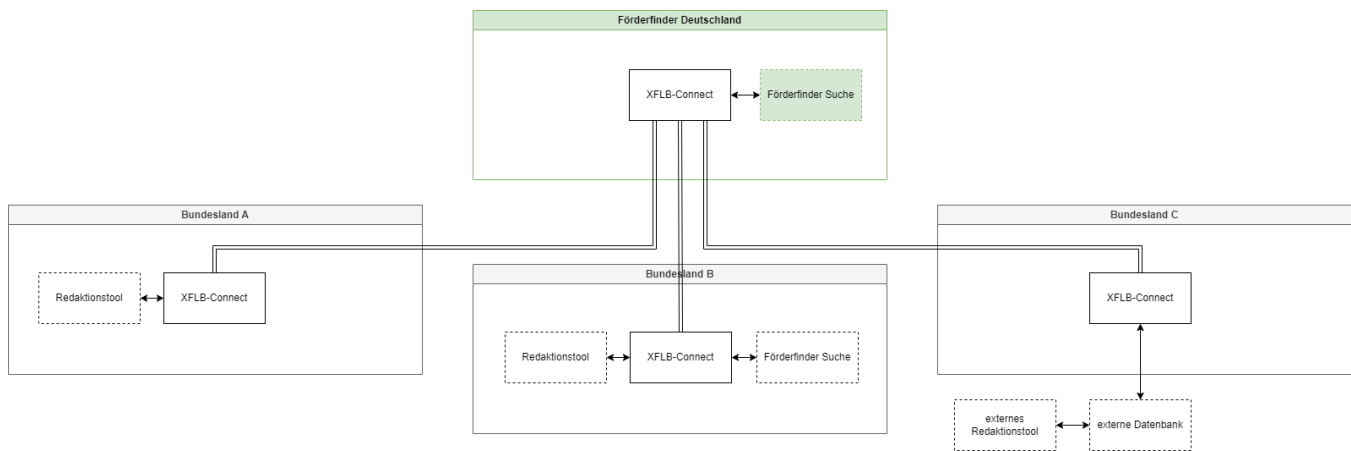 Förderfinder Deutschland
XFLB-Connect
Förderfinder Suche
Bundesland A
Redaktionstool
XFLB-Connect
Bundesland B
Redaktionstool
XFLB-Connect
Förderfinder Suche
Bundesland C
XFLB-Connect
externes
Redaktionstool
externe Datenbank